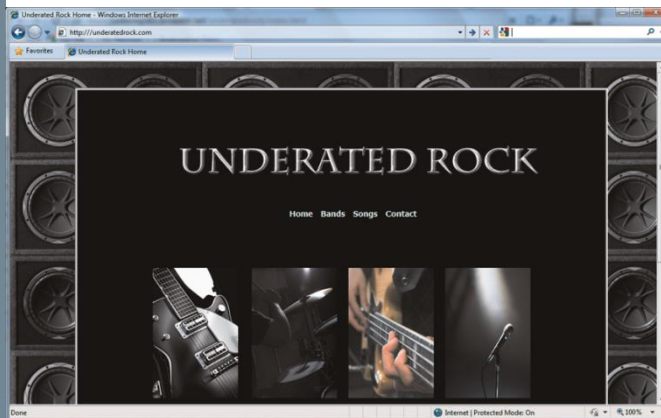 Underated Rock Home - Windows Internet Explorer
http://underatedrock.com
Favorites Underated Rock Home
UNDERATED ROCK
Home Bands Songs Contact
Done Internet | Protected Mode: On 100%